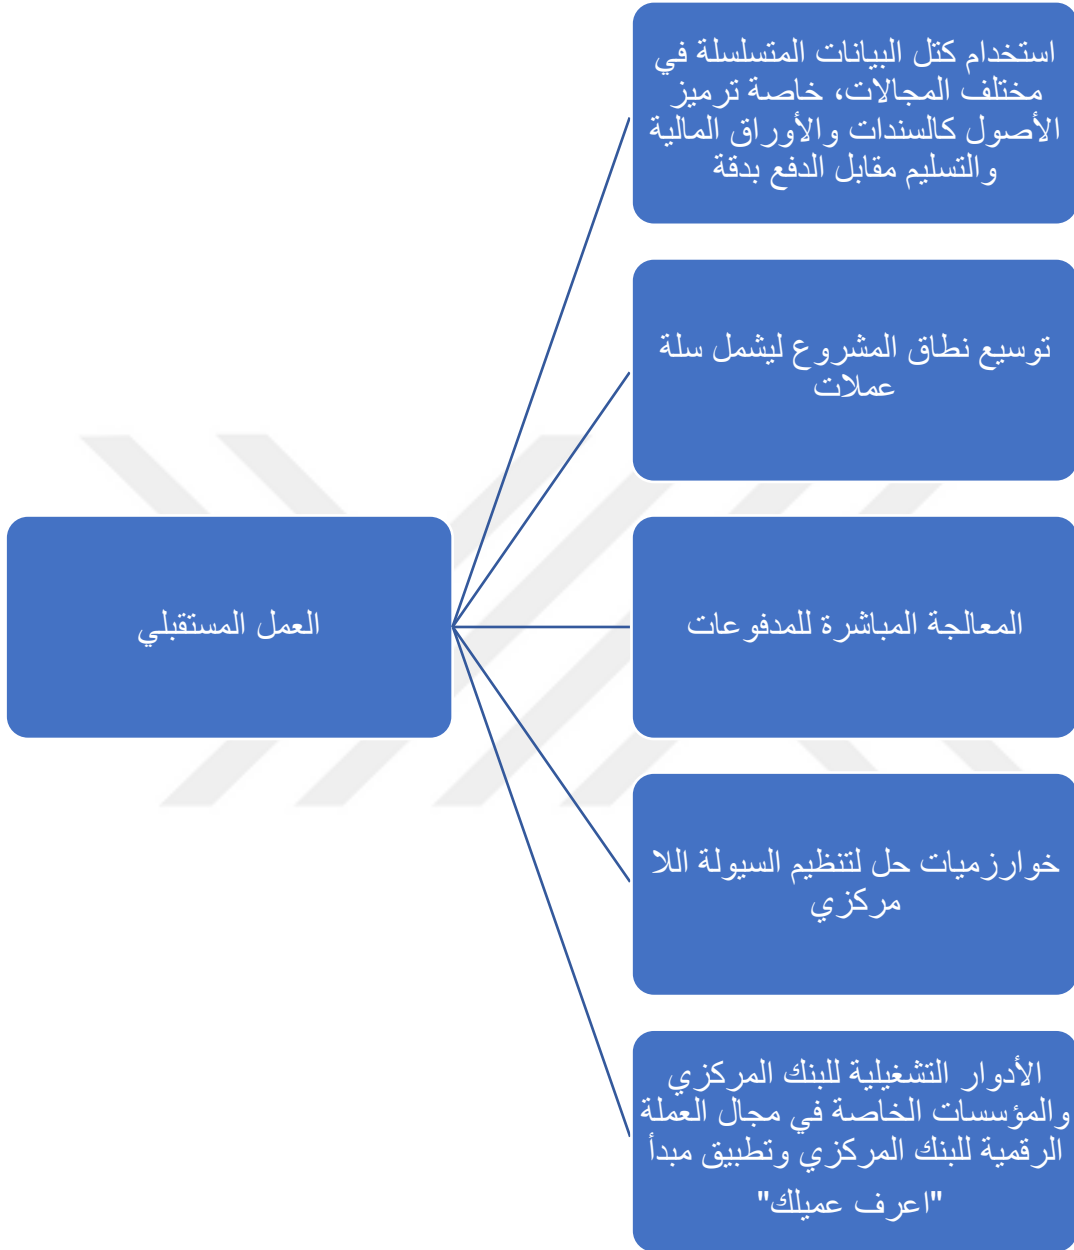 استخدام كتل البيانات المتسلسلة في
مختلف المجالات، خاصة ترميز
الأصول كالسندات والأوراق المالية
والتسليم مقابل الدفع بدقة
توسيع نطاق المشروع ليشمل سلة
عملات
العمل المستقبلي
المعالجة المباشرة للمدفوعات
خوارزميات حل لتنظيم السيولة اللا
مركزي
الأدوار التشغيلية للبنك المركزي
والمؤسسات الخاصة في مجال العملة
الرقمية للبنك المركزي وتطبيق مبدأ
"اعرف عميلك"